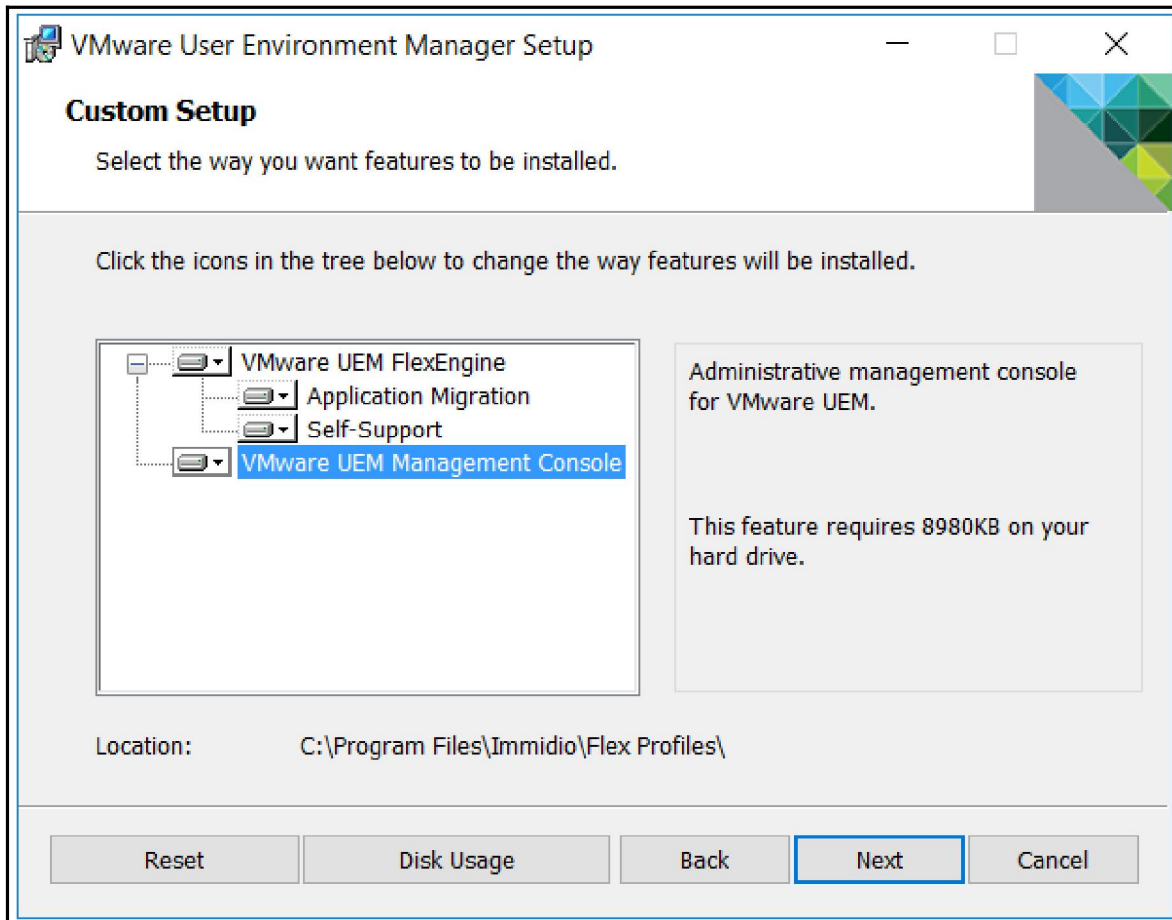 VMware User Environment Manager Setup
Custom Setup
Select the way you want features to be installed.
Click the icons in the tree below to change the way features will be installed.
VMware UEM FlexEngine
Application Migration
Self-Support
VMware UEM Management Console
Administrative management console
for VMware UEM.
This feature requires 8980KB on your
hard drive.
Location: C:\Program Files\Immidio\Flex Profiles\
Reset Disk Usage Back Next Cancel